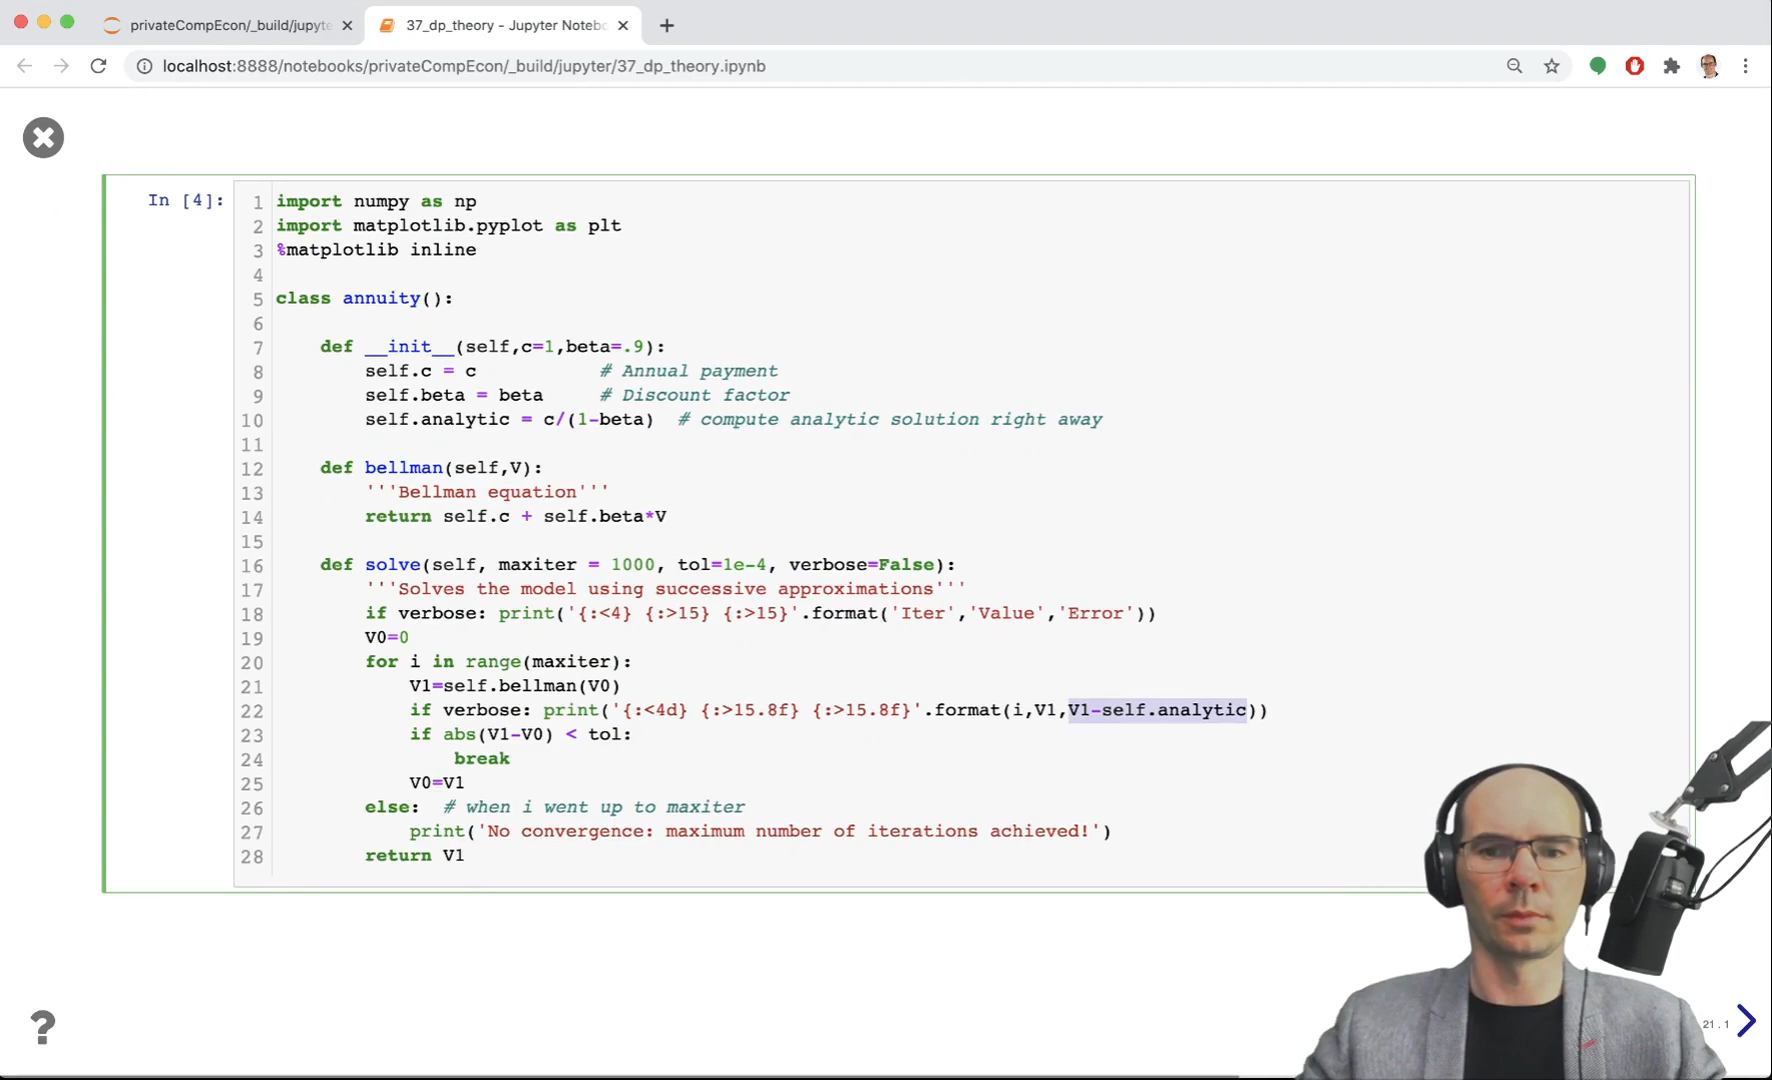 privateCompEcon/_build/jupyte
37_dp_theory - Jupyter Notebo
localhost:8888/notebooks/privateCompEcon/_build/jupyter/37_dp_theory.ipynb
In [4]:
1 import numpy as np
2 import matplotlib.pyplot as plt
3 %matplotlib inline
4
5 class annuity():
6
7     def __init__(self,c=1,beta=.9):
8         self.c = c           # Annual payment
9         self.beta = beta     # Discount factor
10         self.analytic = c/(1-beta)  # compute analytic solution right away
11
12     def bellman(self,V):
13         '''Bellman equation'''
14         return self.c + self.beta*V
15
16     def solve(self, maxiter = 1000, tol=1e-4, verbose=False):
17         '''Solves the model using successive approximations'''
18         if verbose: print('{:<4} {:>15} {:>15}'.format('Iter','Value','Error'))
19         V0=0
20         for i in range(maxiter):
21             V1=self.bellman(V0)
22             if verbose: print('{:<4d} {:>15.8f} {:>15.8f}'.format(i,V1,V1-self.analytic))
23             if abs(V1-V0) < tol:
24                 break
25             V0=V1
26         else:  # when i went up to maxiter
27             print('No convergence: maximum number of iterations achieved!')
28         return V1
?
21.1